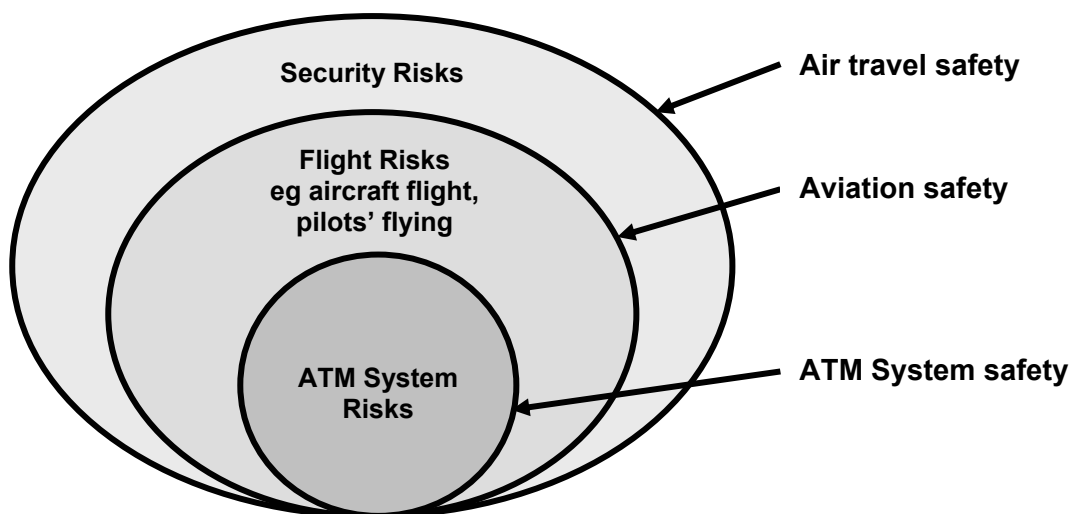 Security Risks
Air travel safety
Flight Risks
eg aircraft flight,
pilots’ flying
Aviation safety
ATM System
Risks
ATM System safety